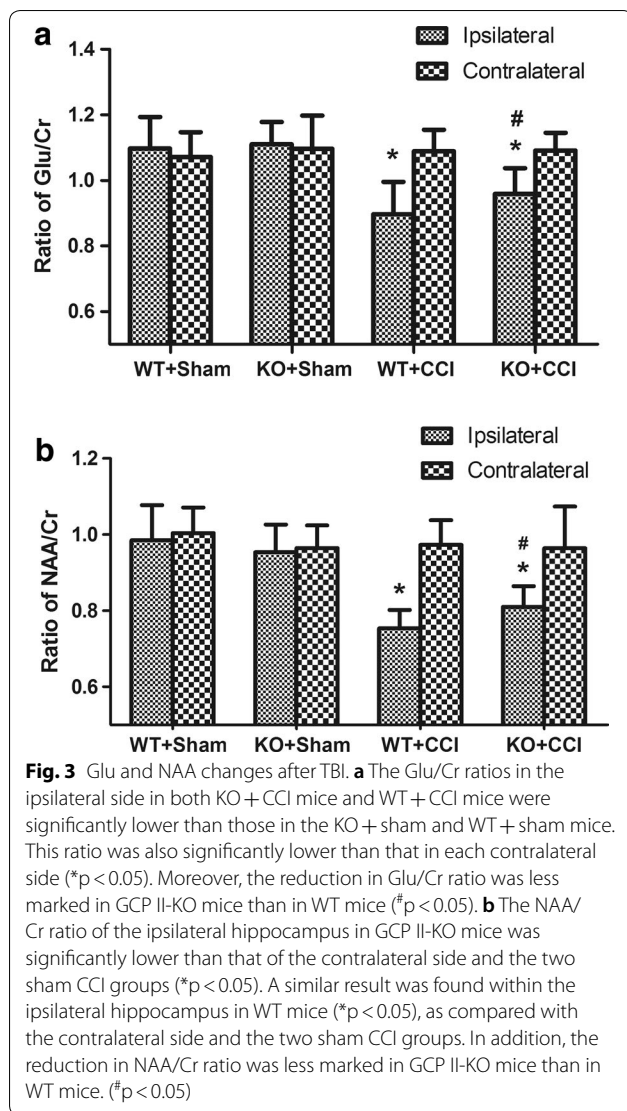 a
Ipsilateral
Contralateral
Ratio of Glu/Cr
1.4
1.2
1.0
0.8
0.6
#
*
*
WT+Sham KO+Sham WT+CCI KO+CCI
b
Ipsilateral
Contralateral
Ratio of NAA/Cr
1.2
1.0
0.8
0.6
#
*
*
WT+Sham KO+Sham WT+CCI KO+CCI
Fig. 3 Glu and NAA changes after TBI. a The Glu/Cr ratios in the
ipsilateral side in both KO + CCI mice and WT + CCI mice were
significantly lower than those in the KO + sham and WT + sham mice.
This ratio was also significantly lower than that in each contralateral
side (*p < 0.05). Moreover, the reduction in Glu/Cr ratio was less
marked in GCP II-KO mice than in WT mice (#p < 0.05). b The NAA/
Cr ratio of the ipsilateral hippocampus in GCP II-KO mice was
significantly lower than that of the contralateral side and the two
sham CCI groups (*p < 0.05). A similar result was found within the
ipsilateral hippocampus in WT mice (*p < 0.05), as compared with
the contralateral side and the two sham CCI groups. In addition, the
reduction in NAA/Cr ratio was less marked in GCP II-KO mice than in
WT mice. (#p < 0.05)